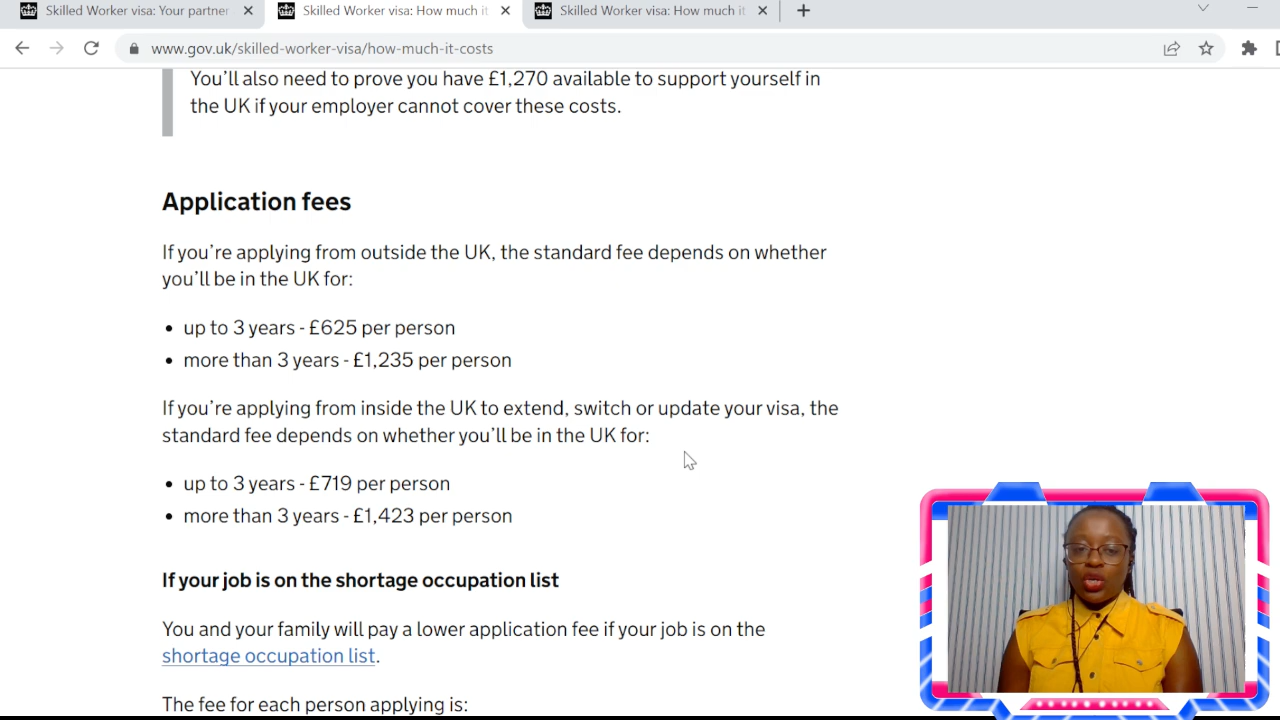 Skilled Worker visa: Your partner
Skilled Worker visa: How much it
Skilled Worker visa: How much it
www.gov.uk/skilled-worker-visa/how-much-it-costs
You'll also need to prove you have £1,270 available to support yourself in
the UK if your employer cannot cover these costs.
Application fees
If you're applying from outside the UK, the standard fee depends on whether
you'll be in the UK for:
• up to 3 years - £625 per person
• more than 3 years - £1,235 per person
If you're applying from inside the UK to extend, switch or update your visa, the
standard fee depends on whether you'll be in the UK for:
• up to 3 years - £719 per person
• more than 3 years - £1,423 per person
If your job is on the shortage occupation list
You and your family will pay a lower application fee if your job is on the
shortage occupation list.
The fee for each person applying is: